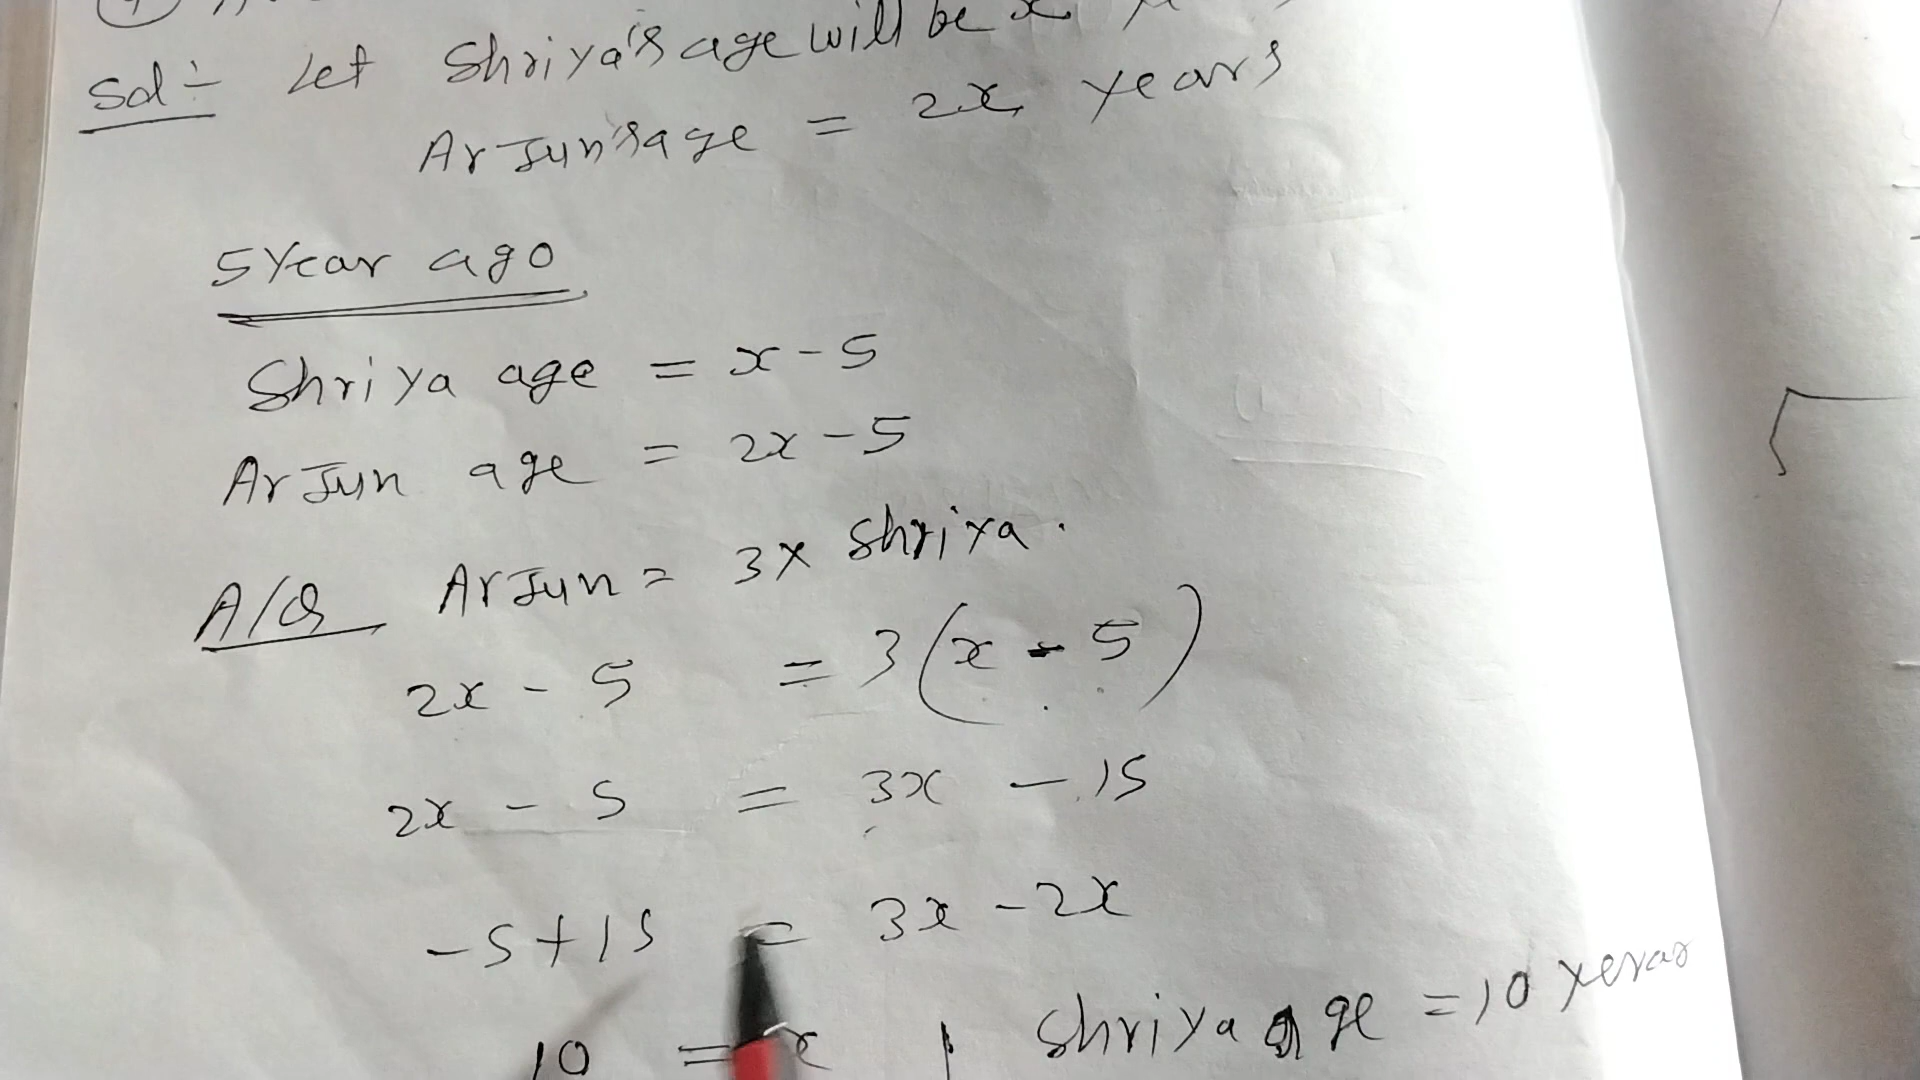 Sol:- Let Shriya's age will be x
Arjun's age = 2x years
5 Year ago
Shriya age = x - 5
Arjun age = 2x - 5
A/Q Arjun = 3x Shriya.
2x - 5 = 3(x - 5)
2x - 5 = 3x - 15
-5+15 = 3x - 2x
10 = x | Shriya age = 10 yeras